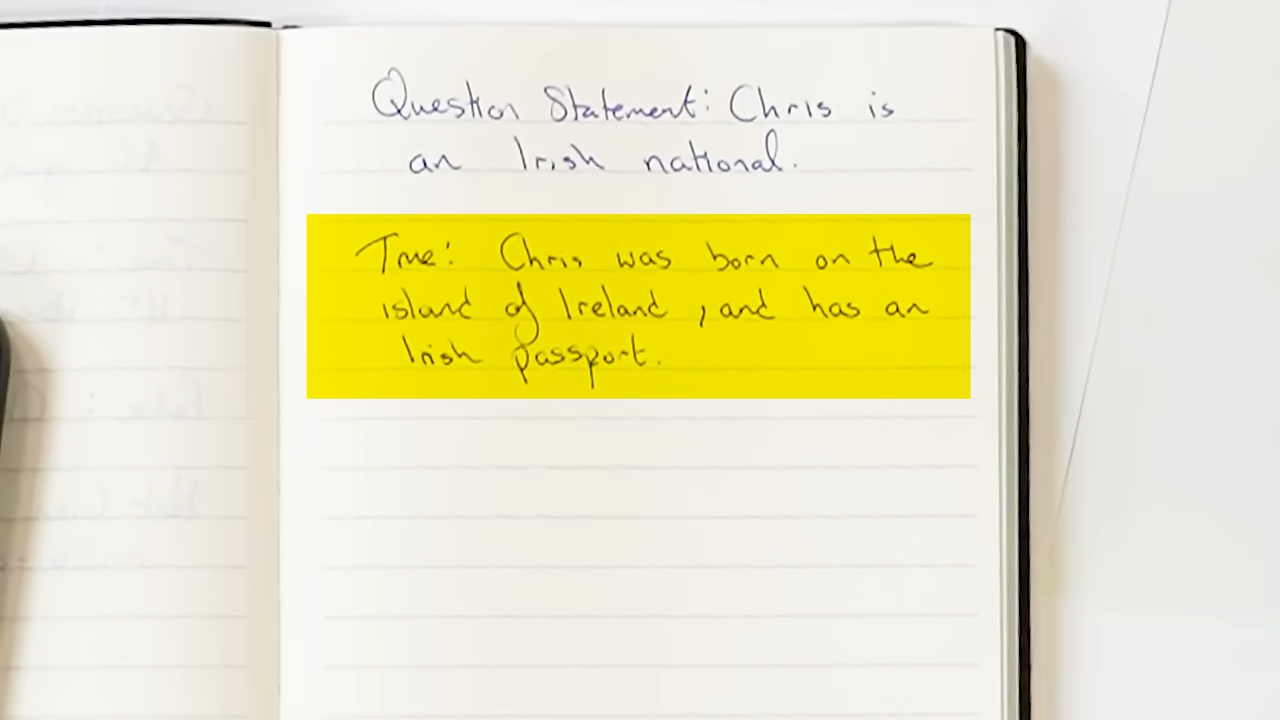 Question Statement: Chris is
an Irish national.
True: Chris was born on the
island of Ireland, and has an
Irish passport.